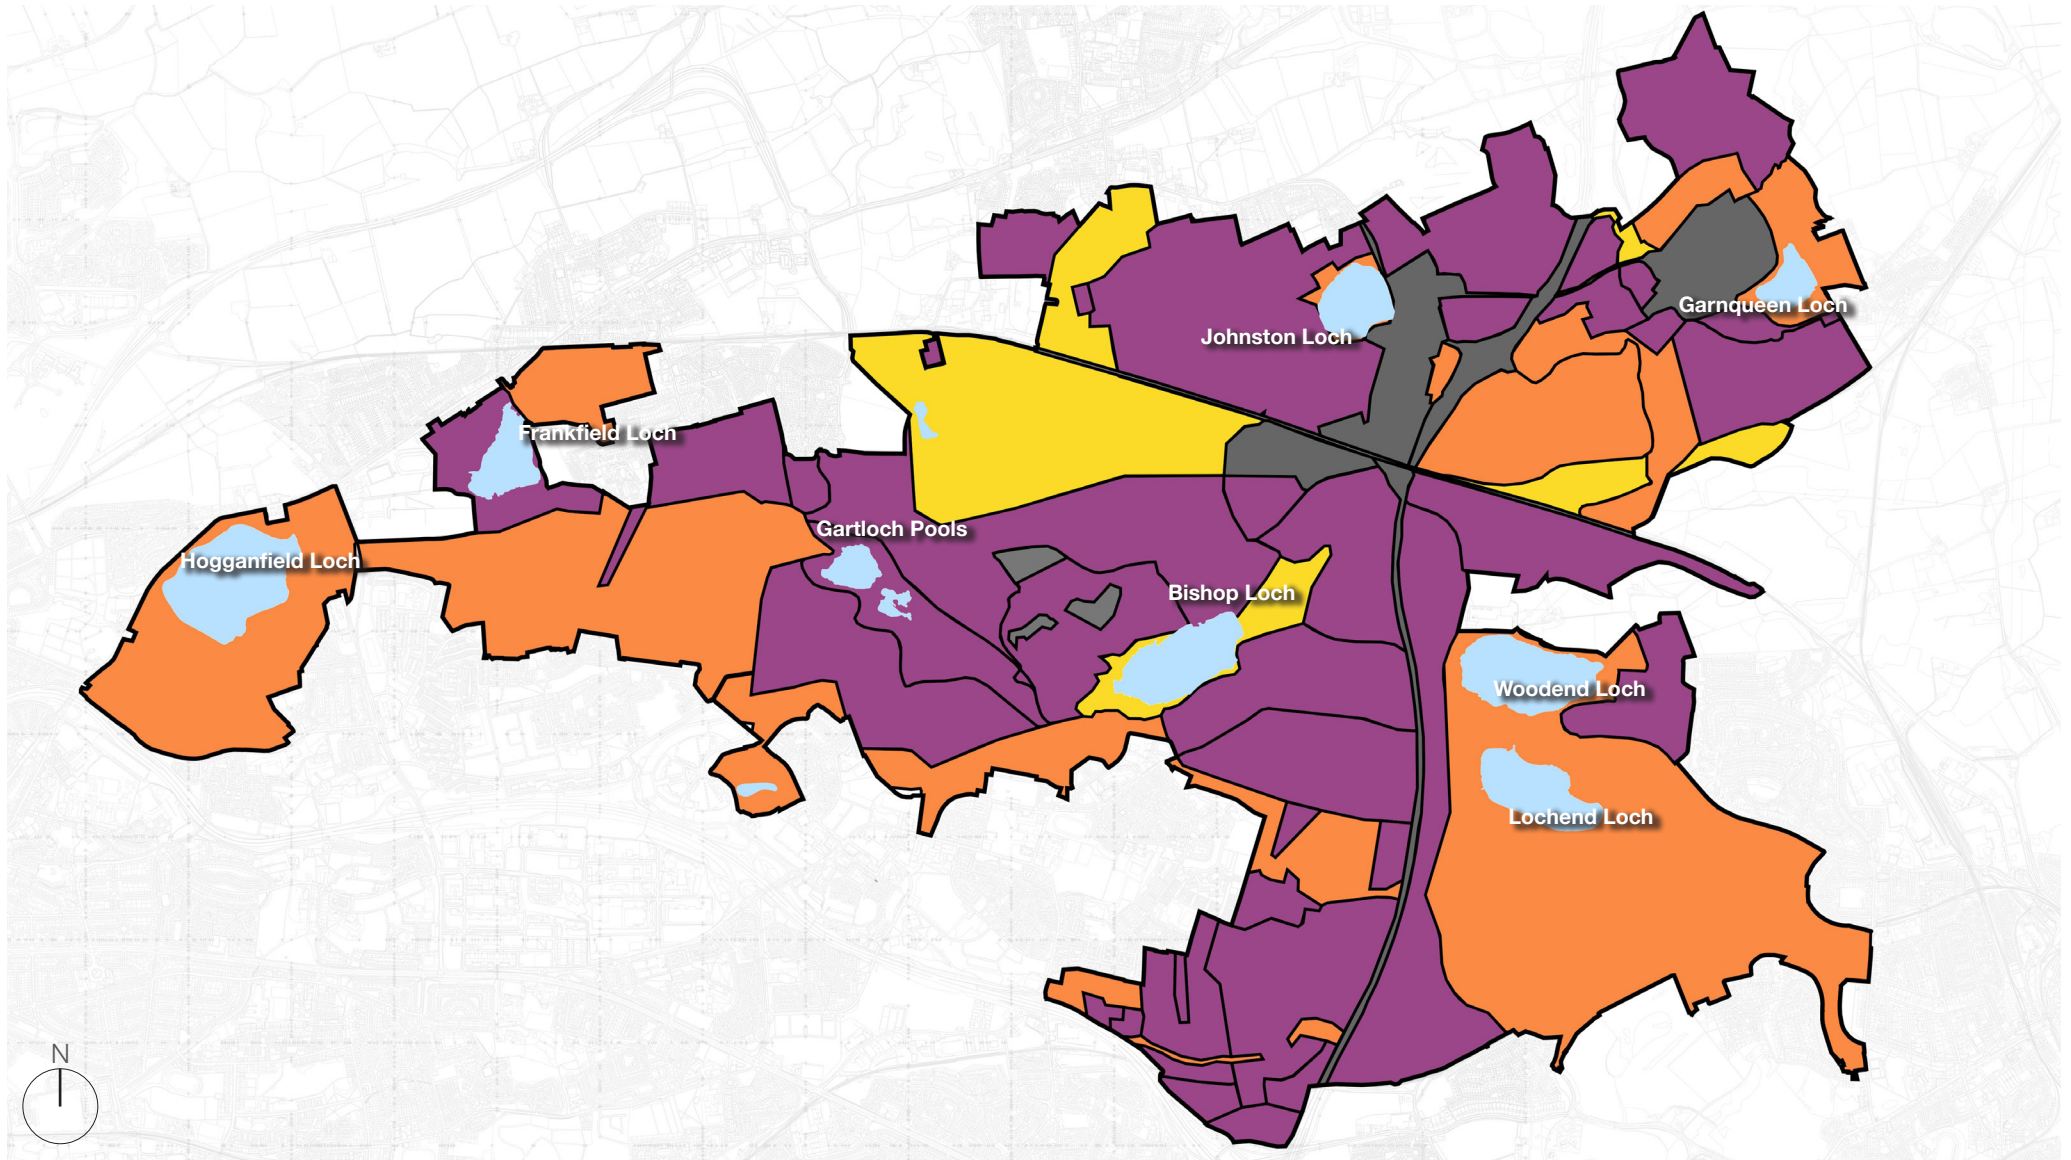 Garnqueen Loch
Johnston Loch
Frankfield Loch
Gartloch Pools
Hogganfield Loch
Bishop Loch
Woodend Loch
Lochend Loch
N